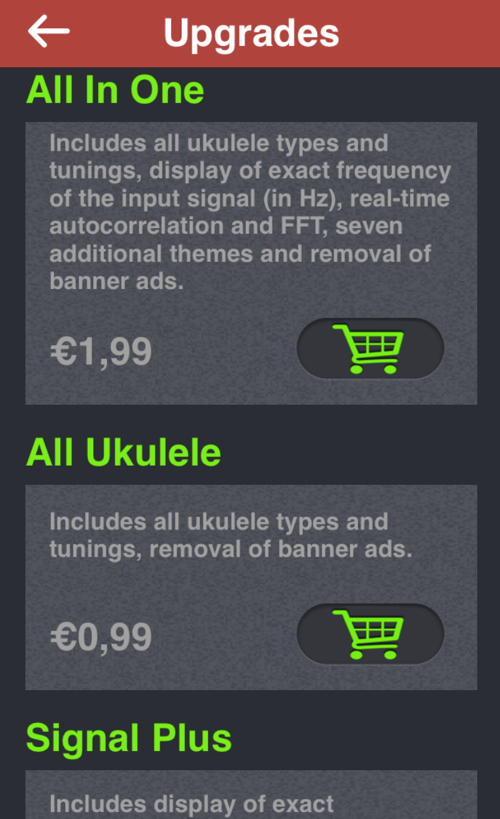 Upgrades
All In One
Includes all ukulele types and
tunings, display of exact frequency
of the input signal (in Hz), real-time
autocorrelation and FFT, seven
additional themes and removal of
banner ads.
€1,99
All Ukulele
Includes all ukulele types and
tunings, removal of banner ads.
€0,99
Signal Plus
Includes display of exact